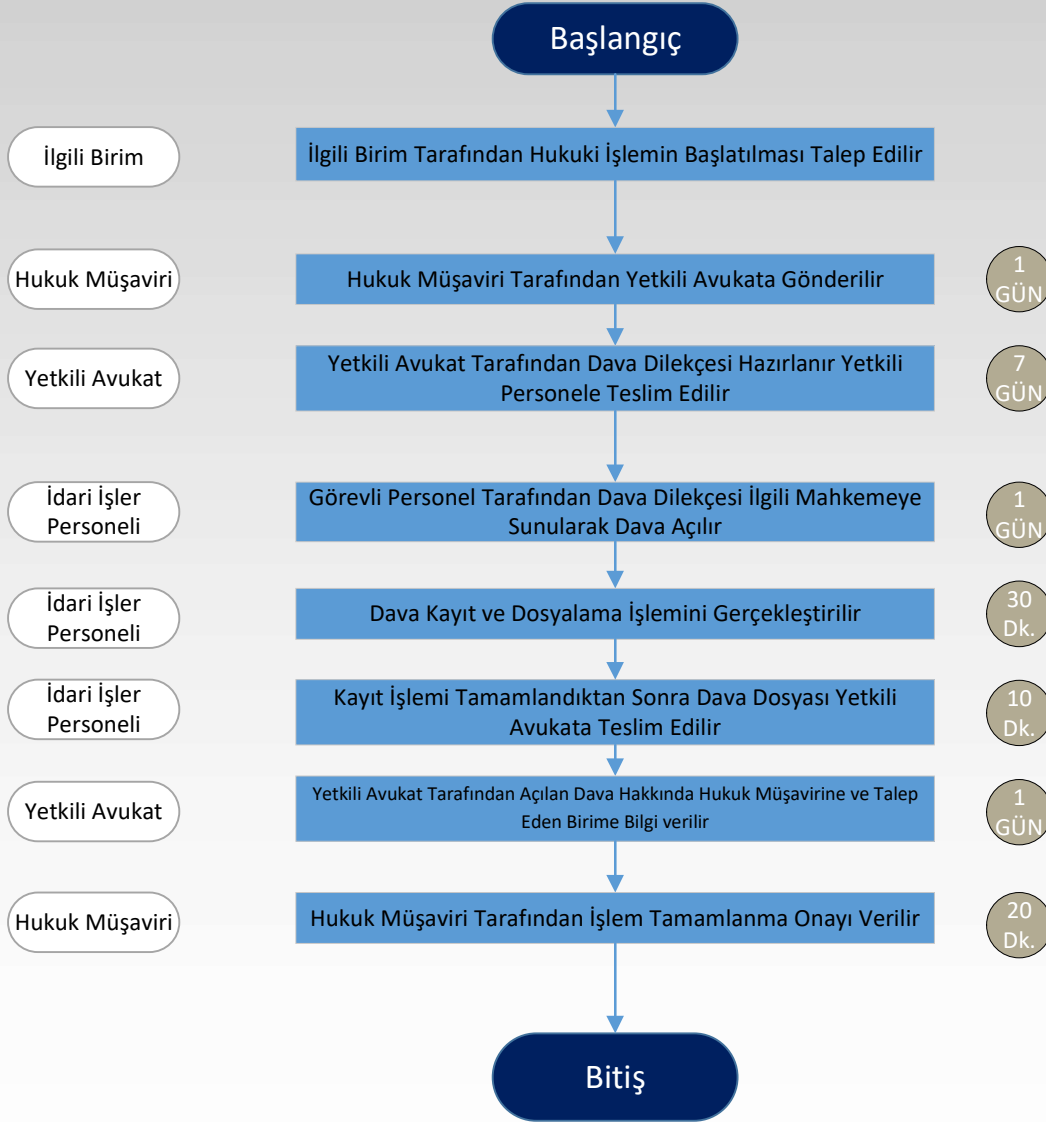 Başlangıç
İlgili Birim
İlgili Birim Tarafından Hukuki İşlemin Başlatılması Talep Edilir
Hukuk Müşaviri
Hukuk Müşaviri Tarafından Yetkili Avukata Gönderilir
1
GÜN
Yetkili Avukat
Yetkili Avukat Tarafından Dava Dilekçesi Hazırlanır Yetkili
Personele Teslim Edilir
7
GÜN
İdari İşler
Personeli
Görevli Personel Tarafından Dava Dilekçesi İlgili Mahkemeye
Sunularak Dava Açılır
1
GÜN
İdari İşler
Personeli
Dava Kayıt ve Dosyalama İşlemini Gerçekleştirilir
30
Dk.
İdari İşler
Personeli
Kayıt İşlemi Tamamlandıktan Sonra Dava Dosyası Yetkili
Avukata Teslim Edilir
10
Dk.
Yetkili Avukat
Yetkili Avukat Tarafından Açılan Dava Hakkında Hukuk Müşavirine ve Talep
Eden Birime Bilgi verilir
1
GÜN
Hukuk Müşaviri
Hukuk Müşaviri Tarafından İşlem Tamamlanma Onayı Verilir
20
Dk.
Bitiş